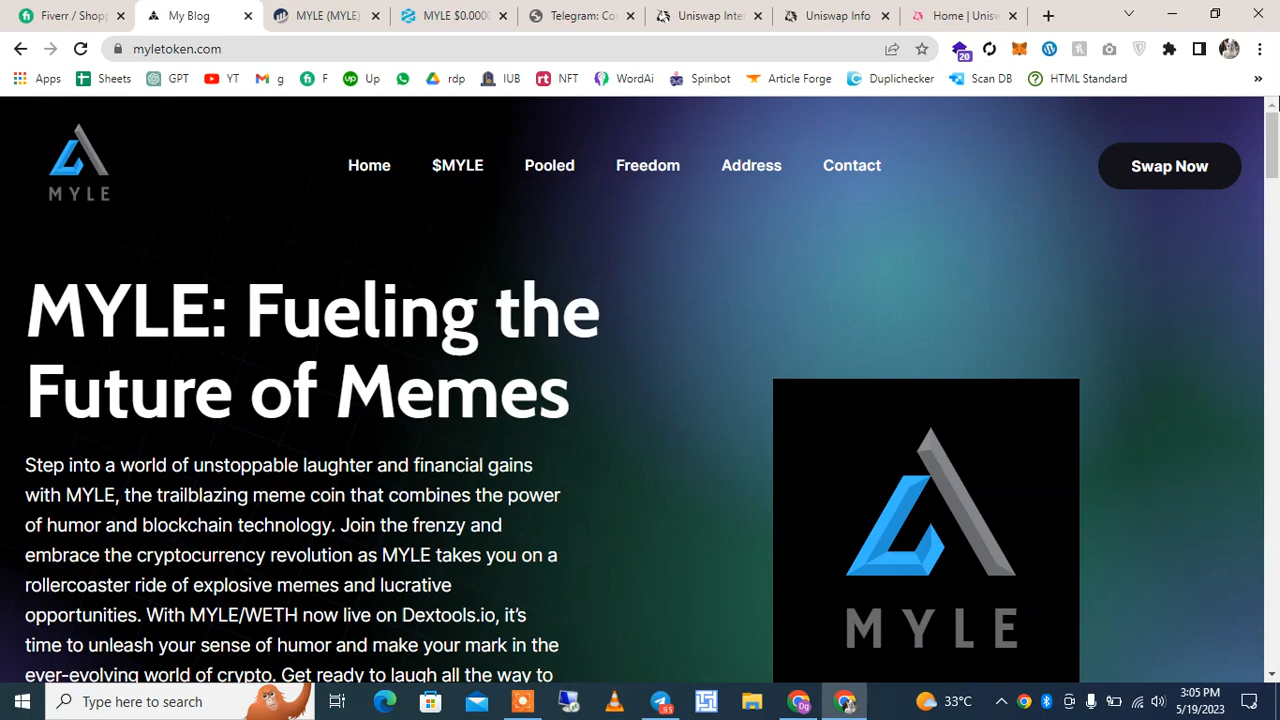 Fiverr / Shopp
My Blog
MYLE (MYLE)
MYLE $0.0000
Telegram: Con
Uniswap Inter
Uniswap Info
Home | Unisw
myletoken.com
20
Apps
Sheets
GPT
YT
g
F
Up
rdp
IUB
NFT
WordAi
Spinbot
Article Forge
Duplichecker
Scan DB
HTML Standard
»
MYLE
Home
$MYLE
Pooled
Freedom
Address
Contact
Swap Now
MYLE: Fueling the
Future of Memes
Step into a world of unstoppable laughter and financial gains
with MYLE, the trailblazing meme coin that combines the power
of humor and blockchain technology. Join the frenzy and
embrace the cryptocurrency revolution as MYLE takes you on a
rollercoaster ride of explosive memes and lucrative
opportunities. With MYLE/WETH now live on Dextools.io, it's
time to unleash your sense of humor and make your mark in the
ever-evolving world of crypto. Get ready to laugh all the way to
MYLE
Type here to search
95
33°C
3:05 PM
5/19/2023